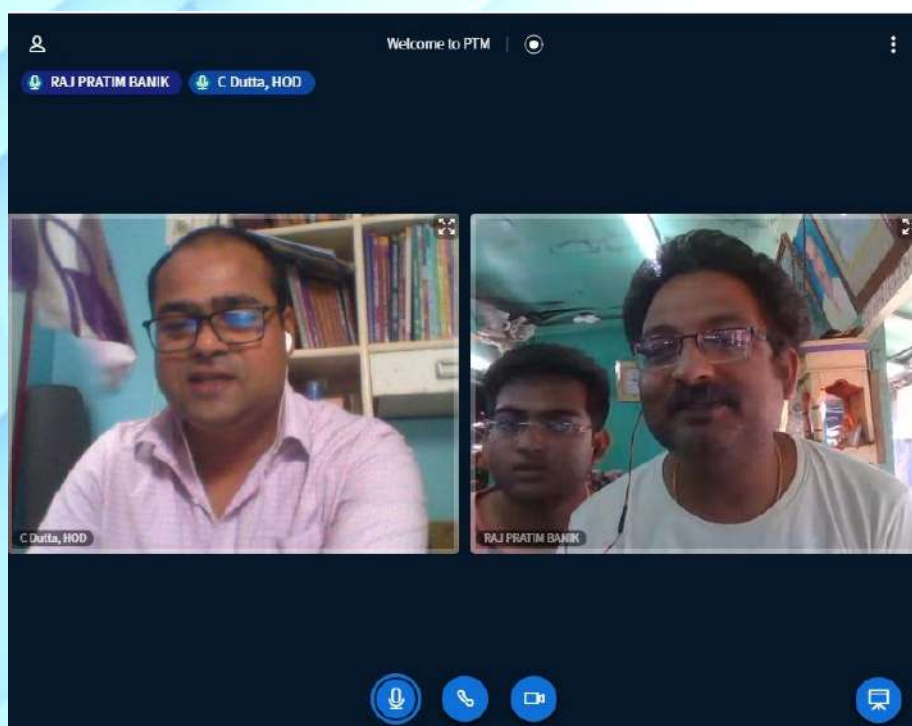 Welcome to PTM
RAJ PRATIM BANIK
C Dutta, HOD
C Dutta, HOD
RAJ PRATIM BANIK